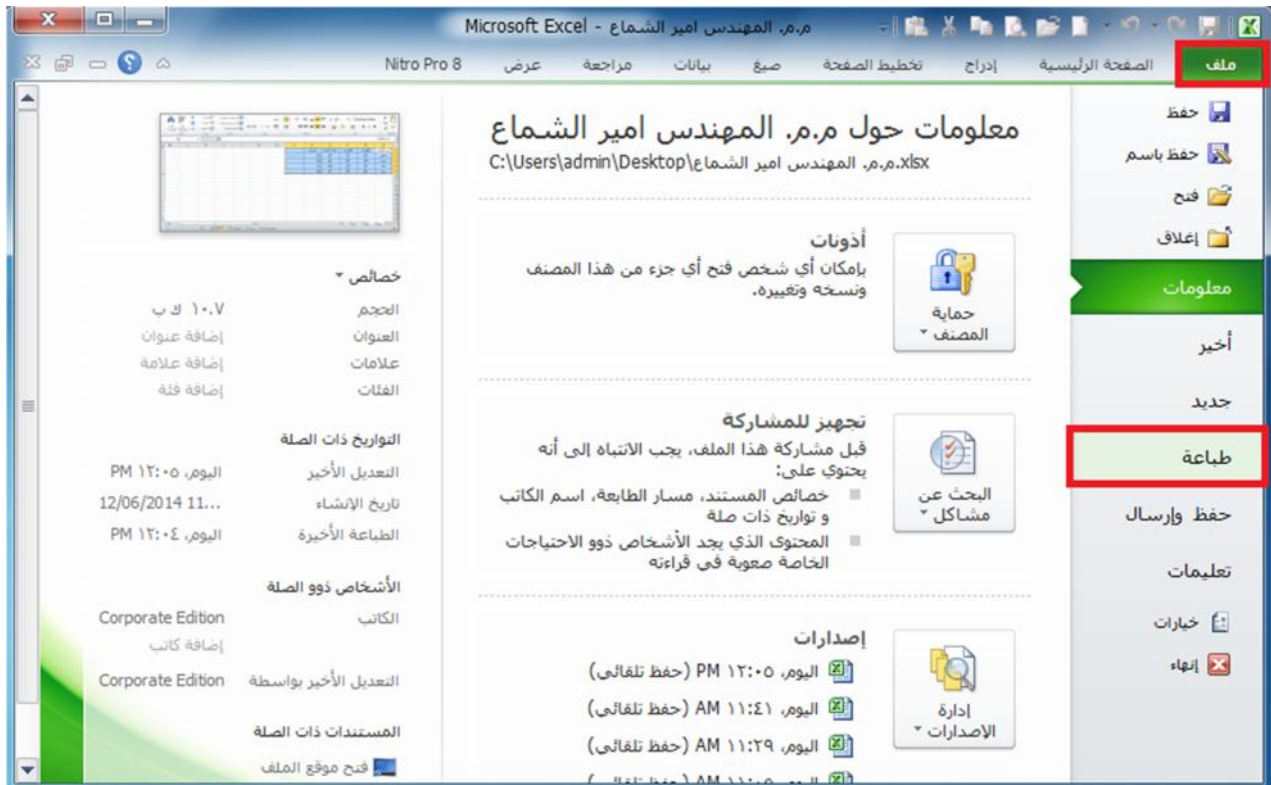 م.م. المهندس امير الشماع - Microsoft Excel
ملف الصفحة الرئيسية إدراج تخطيط الصفحة صيغ بيانات مراجعة عرض Nitro Pro 8
حفظ
حفظ باسم
فتح
إغلاق
معلومات
أخير
جديد
طباعة
حفظ وإرسال
تعليمات
خيارات
إنهاء
معلومات حول م.م. المهندس امير الشماع
C:\Users\admin\Desktop\م.م. المهندس امير الشماع.xlsx
حماية
المصنف
أذونات
بإمكان أي شخص فتح أي جزء من هذا المصنف
ونسخه وتغييره.
البحث عن
مشاكل
تجهيز للمشاركة
قبل مشاركة هذا الملف، يجب الانتباه إلى أنه
يحتوي على:
خصائص المستند، مسار الطابعة، اسم الكاتب
و تواريخ ذات صلة
المحتوى الذي يجد الأشخاص ذوو الاحتياجات
الخاصة صعوبة في قراءته
إدارة
الإصدارات
إصدارات
اليوم، ١٢:٠٥ PM (حفظ تلقائي)
اليوم، ١١:٤١ AM (حفظ تلقائي)
اليوم، ١١:٢٩ AM (حفظ تلقائي)
خصائص
الحجم ١٠.٧ ك ب
العنوان إضافة عنوان
علامات إضافة علامة
الفئات إضافة فئة
التواريخ ذات الصلة
التعديل الأخير اليوم، ١٢:٠٥ PM
تاريخ الإنشاء 12/06/2014 11...
الطباعة الأخيرة اليوم، ١٢:٠٤ PM
الأشخاص ذوو الصلة
الكاتب Corporate Edition
إضافة كاتب
التعديل الأخير بواسطة Corporate Edition
المستندات ذات الصلة
فتح موقع الملف